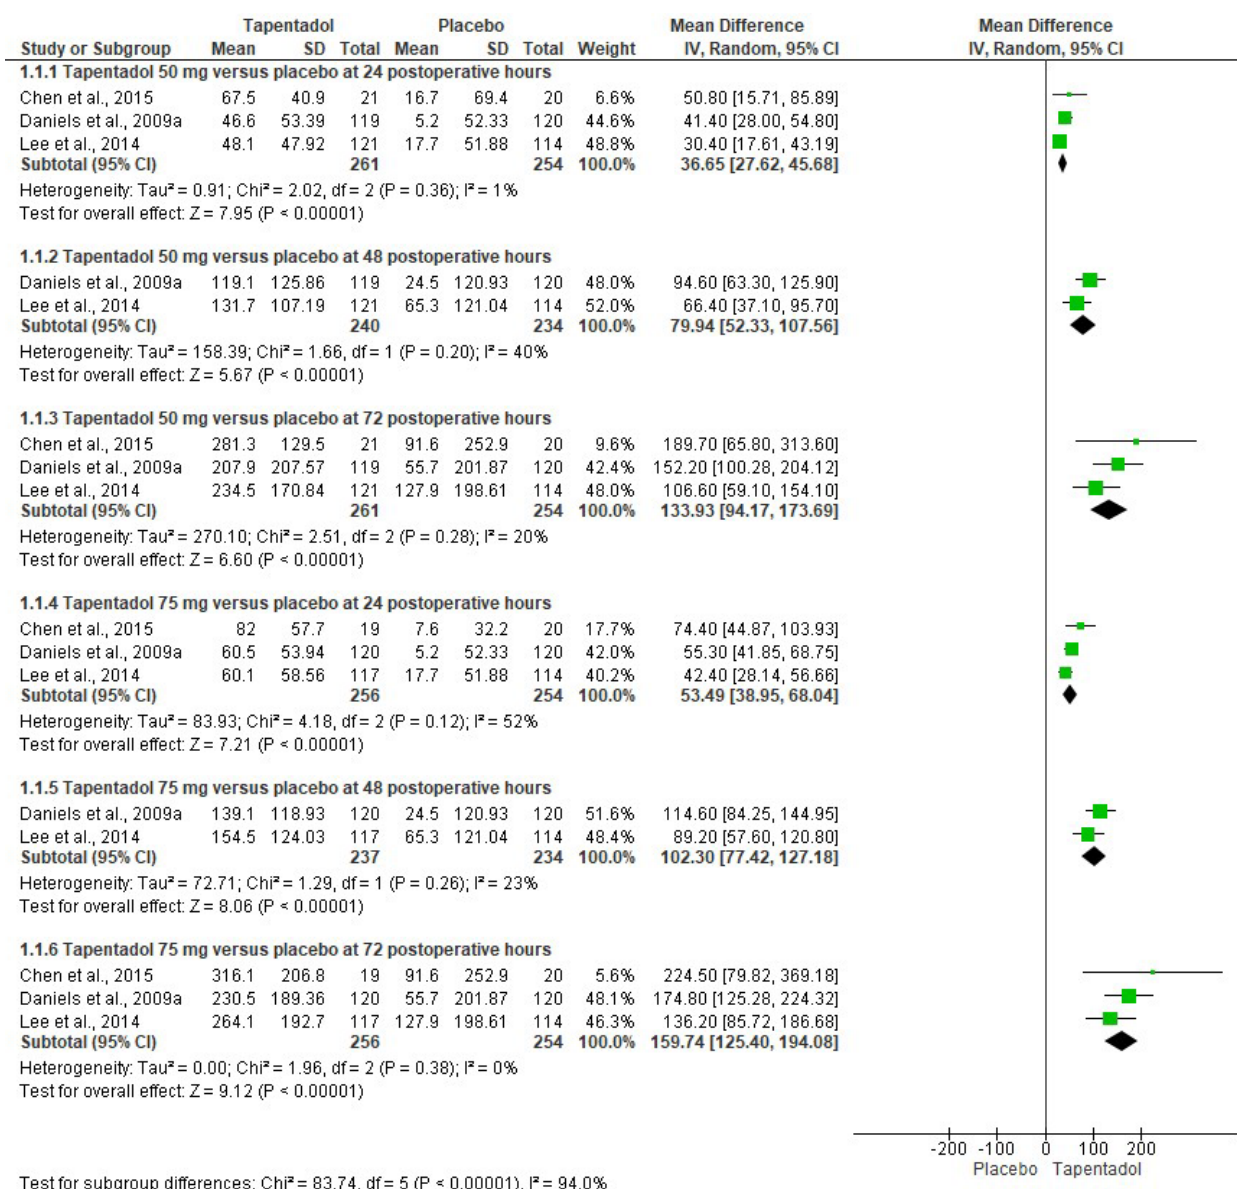 Tapentadol Placebo Mean Difference Mean Difference
Study or Subgroup Mean SD Total Mean SD Total Weight IV, Random, 95% CI IV, Random, 95% CI
1.1.1 Tapentadol 50 mg versus placebo at 24 postoperative hours
Chen et al., 2015 67.5 40.9 21 16.7 69.4 20 6.6% 50.80 [15.71, 85.89]
Daniels et al., 2009a 46.6 53.39 119 5.2 52.33 120 44.6% 41.40 [28.00, 54.80]
Lee et al., 2014 48.1 47.92 121 17.7 51.88 114 48.8% 30.40 [17.61, 43.19]
Subtotal (95% CI) 261 254 100.0% 36.65 [27.62, 45.68]
Heterogeneity: Tau² = 0.91; Chi² = 2.02, df = 2 (P = 0.36); I² = 1%
Test for overall effect: Z = 7.95 (P < 0.00001)
1.1.2 Tapentadol 50 mg versus placebo at 48 postoperative hours
Daniels et al., 2009a 119.1 125.86 119 24.5 120.93 120 48.0% 94.60 [63.30, 125.90]
Lee et al., 2014 131.7 107.19 121 65.3 121.04 114 52.0% 66.40 [37.10, 95.70]
Subtotal (95% CI) 240 234 100.0% 79.94 [52.33, 107.56]
Heterogeneity: Tau² = 158.39; Chi² = 1.66, df = 1 (P = 0.20); I² = 40%
Test for overall effect: Z = 5.67 (P < 0.00001)
1.1.3 Tapentadol 50 mg versus placebo at 72 postoperative hours
Chen et al., 2015 281.3 129.5 21 91.6 252.9 20 9.6% 189.70 [65.80, 313.60]
Daniels et al., 2009a 207.9 207.57 119 55.7 201.87 120 42.4% 152.20 [100.28, 204.12]
Lee et al., 2014 234.5 170.84 121 127.9 198.61 114 48.0% 106.60 [59.10, 154.10]
Subtotal (95% CI) 261 254 100.0% 133.93 [94.17, 173.69]
Heterogeneity: Tau² = 270.10; Chi² = 2.51, df = 2 (P = 0.28); I² = 20%
Test for overall effect: Z = 6.60 (P < 0.00001)
1.1.4 Tapentadol 75 mg versus placebo at 24 postoperative hours
Chen et al., 2015 82 57.7 19 7.6 32.2 20 17.7% 74.40 [44.87, 103.93]
Daniels et al., 2009a 60.5 53.94 120 5.2 52.33 120 42.0% 55.30 [41.85, 68.75]
Lee et al., 2014 60.1 58.56 117 17.7 51.88 114 40.2% 42.40 [28.14, 56.66]
Subtotal (95% CI) 256 254 100.0% 53.49 [38.95, 68.04]
Heterogeneity: Tau² = 83.93; Chi² = 4.18, df = 2 (P = 0.12); I² = 52%
Test for overall effect: Z = 7.21 (P < 0.00001)
1.1.5 Tapentadol 75 mg versus placebo at 48 postoperative hours
Daniels et al., 2009a 139.1 118.93 120 24.5 120.93 120 51.6% 114.60 [84.25, 144.95]
Lee et al., 2014 154.5 124.03 117 65.3 121.04 114 48.4% 89.20 [57.60, 120.80]
Subtotal (95% CI) 237 234 100.0% 102.30 [77.42, 127.18]
Heterogeneity: Tau² = 72.71; Chi² = 1.29, df = 1 (P = 0.26); I² = 23%
Test for overall effect: Z = 8.06 (P < 0.00001)
1.1.6 Tapentadol 75 mg versus placebo at 72 postoperative hours
Chen et al., 2015 316.1 206.8 19 91.6 252.9 20 5.6% 224.50 [79.82, 369.18]
Daniels et al., 2009a 230.5 189.36 120 55.7 201.87 120 48.1% 174.80 [125.28, 224.32]
Lee et al., 2014 264.1 192.7 117 127.9 198.61 114 46.3% 136.20 [85.72, 186.68]
Subtotal (95% CI) 256 254 100.0% 159.74 [125.40, 194.08]
Heterogeneity: Tau² = 0.00; Chi² = 1.96, df = 2 (P = 0.38); I² = 0%
Test for overall effect: Z = 9.12 (P < 0.00001)
-200 -100 0 100 200
Placebo Tapentadol
Test for subgroup differences: Chi² = 83.74, df = 5 (P < 0.00001), I² = 94.0%